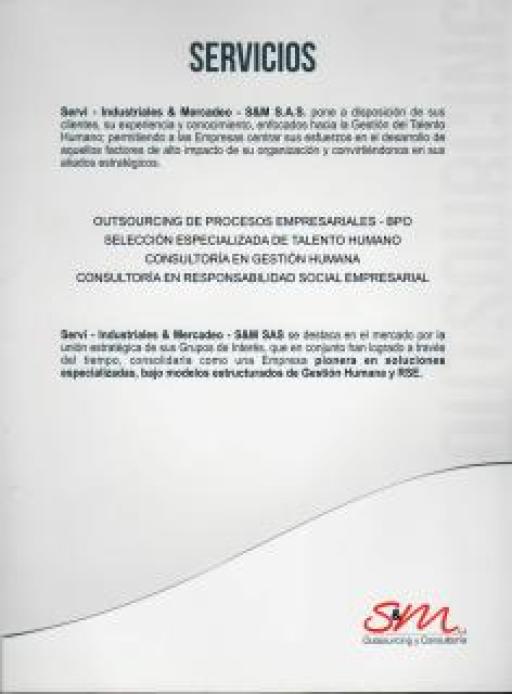 SERVICIOS
Servi - Industriales & Mercadeo - S&M S.A.S. pone a disposición de sus
clientes, su experiencia y conocimiento, enfocados hacia la Gestión del Talento
Humano; permitiendo a las Empresas centrar sus esfuerzos en el desarrollo de
aquellos factores de alto impacto de su organización y convirtiéndonos en sus
aliados estratégicos.
OUTSOURCING DE PROCESOS EMPRESARIALES - BPO
SELECCIÓN ESPECIALIZADA DE TALENTO HUMANO
CONSULTORÍA EN GESTIÓN HUMANA
CONSULTORÍA EN RESPONSABILIDAD SOCIAL EMPRESARIAL
Servi - Industriales & Mercadeo - S&M SAS se destaca en el mercado por la
unión estratégica de sus Grupos de Interés, que en conjunto han logrado a través
del tiempo, consolidarla como una Empresa pionera en soluciones
especializadas, bajo modelos estructurados de Gestión Humana y RSE.
S&M
Outsourcing y Consultoría
OUTSOURCING